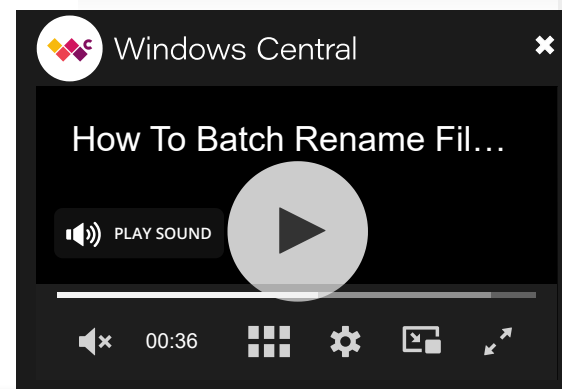 Windows Central
How To Batch Rename Fil…
PLAY SOUND
00:36